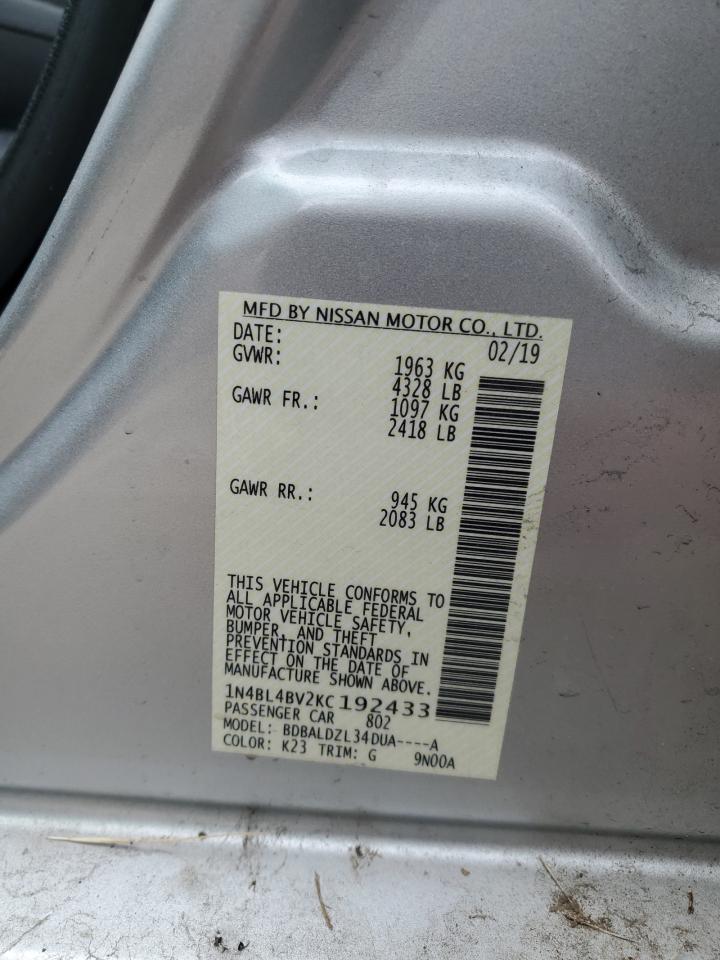 MFD BY NISSAN MOTOR CO., LTD.
DATE: 02/19
GVWR: 1963 KG
4328 LB
GAWR FR.: 1097 KG
2418 LB
GAWR RR.: 945 KG
2083 LB
THIS VEHICLE CONFORMS TO
ALL APPLICABLE FEDERAL
MOTOR VEHICLE SAFETY,
BUMPER, AND THEFT
PREVENTION STANDARDS IN
EFFECT ON THE DATE OF
MANUFACTURE SHOWN ABOVE.
1N4BL4BV2KC192433
PASSENGER CAR 802
MODEL: BDBALDZL34DUA----A
COLOR: K23 TRIM: G 9N00A